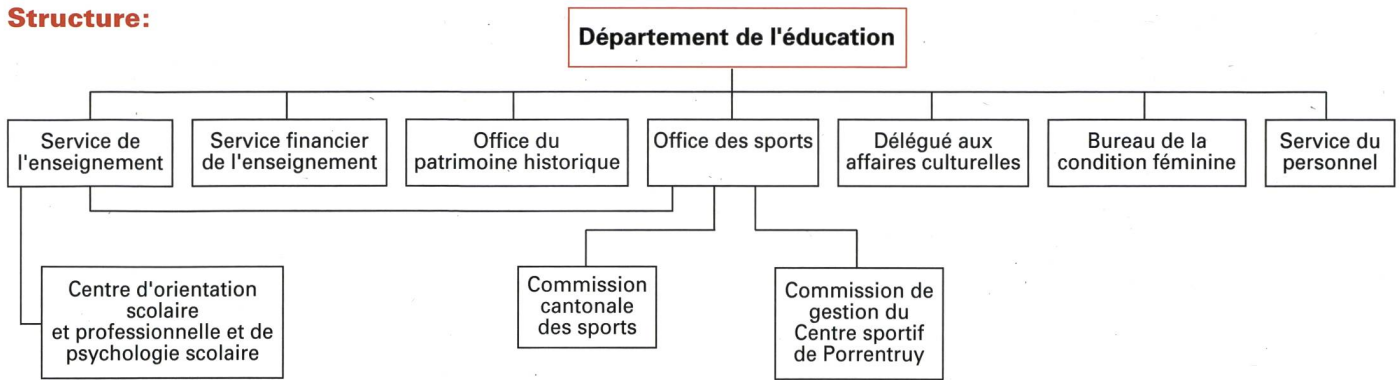 Structure:
Département de l'éducation
Service de
l'enseignement
Service financier
de l'enseignement
Office du
patrimoine historique
Office des sports
Délégué aux
affaires culturelles
Bureau de la
condition féminine
Service du
personnel
Centre d'orientation
scolaire
et professionnelle et de
psychologie scolaire
Commission
cantonale
des sports
Commission de
gestion du
Centre sportif
de Porrentruy